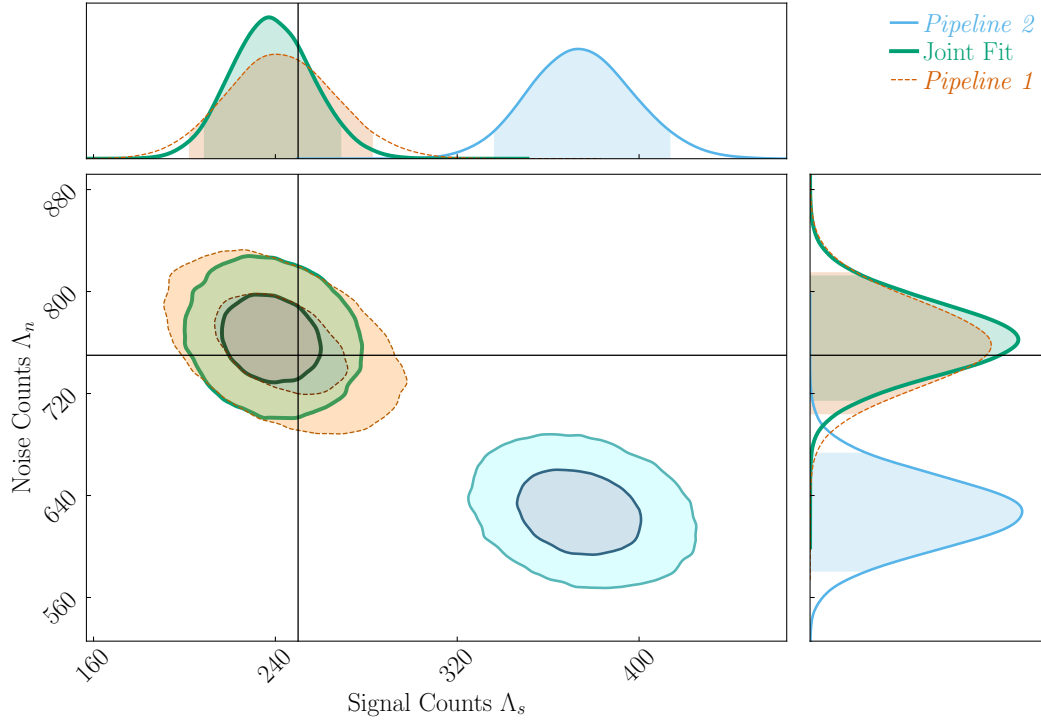 Pipeline 2
Joint Fit
Pipeline 1
880
800
720
640
560
Noise Counts Λₙ
160
240
320
400
Signal Counts Λₛ